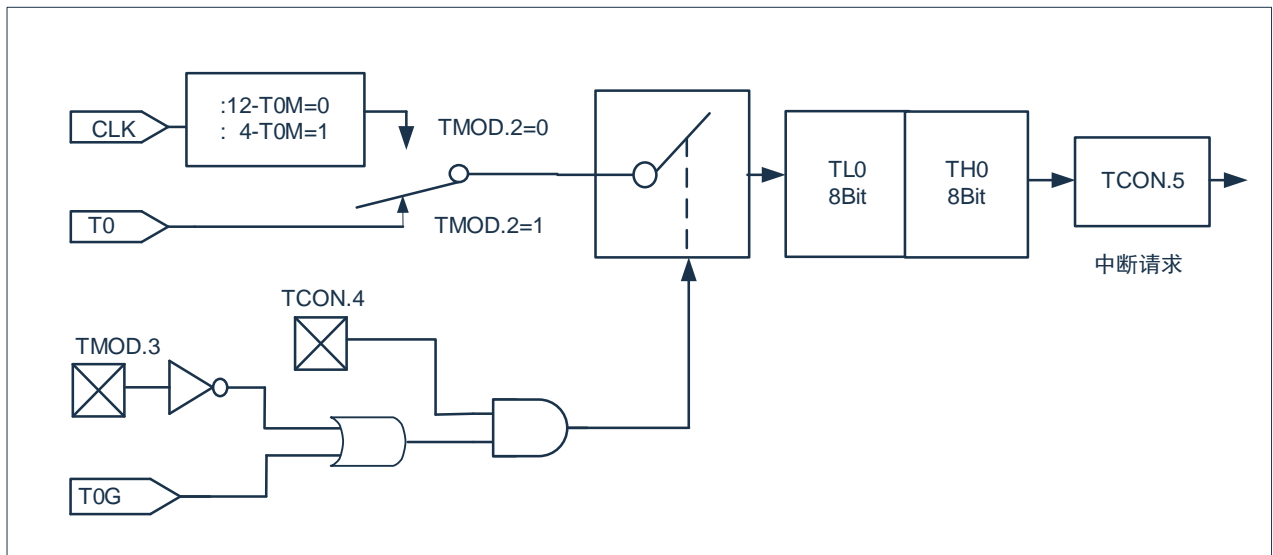 :12-T0M=0
: 4-T0M=1
CLK
TMOD.2=0
T0
TMOD.2=1
TL0
8Bit
TH0
8Bit
TCON.5
中断请求
TCON.4
TMOD.3
T0G